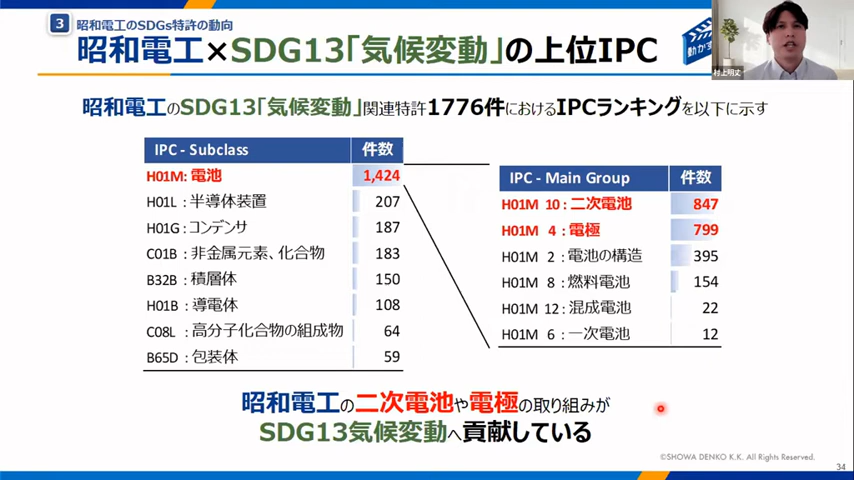 3 昭和電工のSDGs特許の動向
昭和電工×SDG13「気候変動」の上位IPC
動かす
村上明丈
昭和電工のSDG13「気候変動」関連特許1776件におけるIPCランキングを以下に示す
IPC - Subclass 件数
H01M: 電池 1,424
H01L : 半導体装置 207
H01G : コンデンサ 187
C01B : 非金属元素、化合物 183
B32B : 積層体 150
H01B : 導電体 108
C08L : 高分子化合物の組成物 64
B65D : 包装体 59
IPC - Main Group 件数
H01M 10 : 二次電池 847
H01M 4 : 電極 799
H01M 2 : 電池の構造 395
H01M 8 : 燃料電池 154
H01M 12 : 混成電池 22
H01M 6 : 一次電池 12
昭和電工の二次電池や電極の取り組みが
SDG13気候変動へ貢献している
©SHOWA DENKO K.K. All Rights Reserved.
34